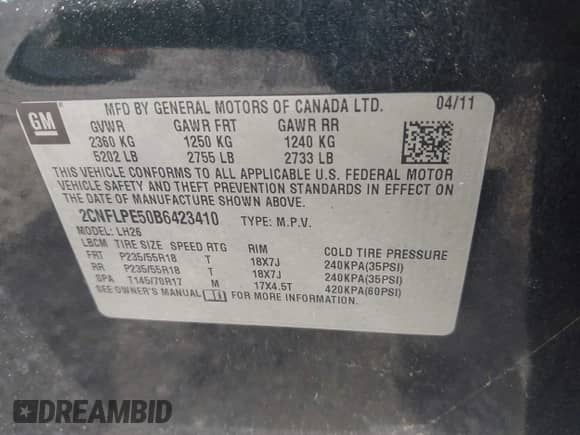 GM
MFD BY GENERAL MOTORS OF CANADA LTD. 04/11
GVWR GAWR FRT GAWR RR
2360 KG 1250 KG 1240 KG
5202 LB 2755 LB 2733 LB
THIS VEHICLE CONFORMS TO ALL APPLICABLE U.S. FEDERAL MOTOR
VEHICLE SAFETY AND THEFT PREVENTION STANDARDS IN EFFECT ON
THE DATE OF MANUFACTURE SHOWN ABOVE.
2CNFLPE50B6423410 TYPE: M.P.V.
MODEL: LH26
LBCM TIRE SIZE SPEED RTG RIM COLD TIRE PRESSURE
FRT P235/55R18 T 18X7J 240KPA(35PSI)
RR P235/55R18 T 18X7J 240KPA(35PSI)
SPA T145/70R17 M 17X4.5T 420KPA(60PSI)
SEE OWNER'S MANUAL FOR MORE INFORMATION.
DREAMBID